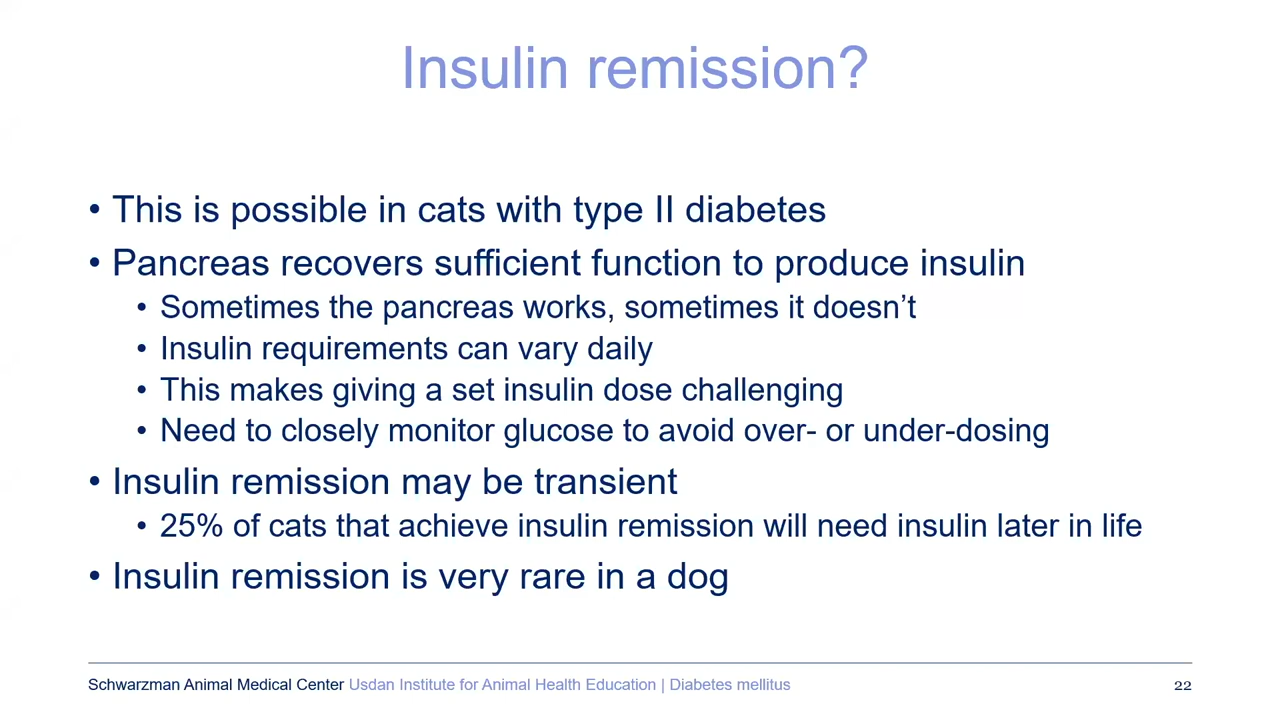 Insulin remission?
• This is possible in cats with type II diabetes
• Pancreas recovers sufficient function to produce insulin
• Sometimes the pancreas works, sometimes it doesn’t
• Insulin requirements can vary daily
• This makes giving a set insulin dose challenging
• Need to closely monitor glucose to avoid over- or under-dosing
• Insulin remission may be transient
• 25% of cats that achieve insulin remission will need insulin later in life
• Insulin remission is very rare in a dog
Schwarzman Animal Medical Center Usdan Institute for Animal Health Education | Diabetes mellitus 22